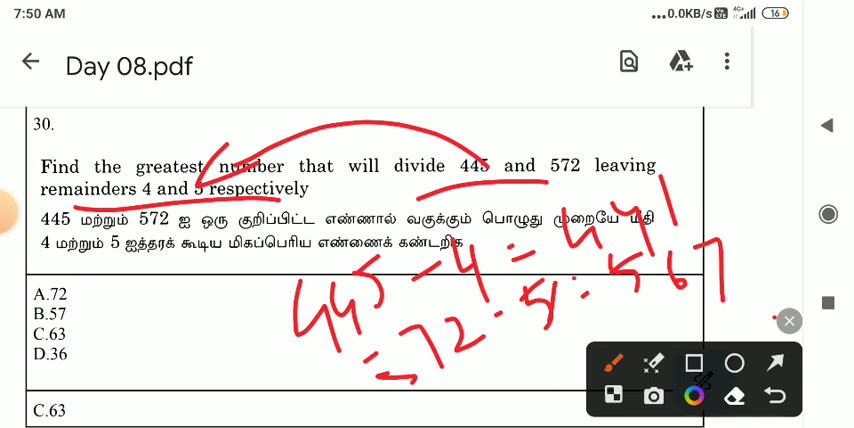 7:50 AM
...0.0KB/s 4G+ 16
Day 08.pdf
30.
Find the greatest number that will divide 445 and 572 leaving
remainders 4 and 5 respectively
445 மற்றும் 572 ஐ ஒரு குறிப்பிட்ட எண்ணால் வகுக்கும் பொழுது முறையே மீதி
4 மற்றும் 5 ஐத்தரக் கூடிய மிகப்பெரிய எண்ணைக் கண்டறிக
445 - 4 = 441
572 - 5 = 567
A.72
B.57
C.63
D.36
C.63